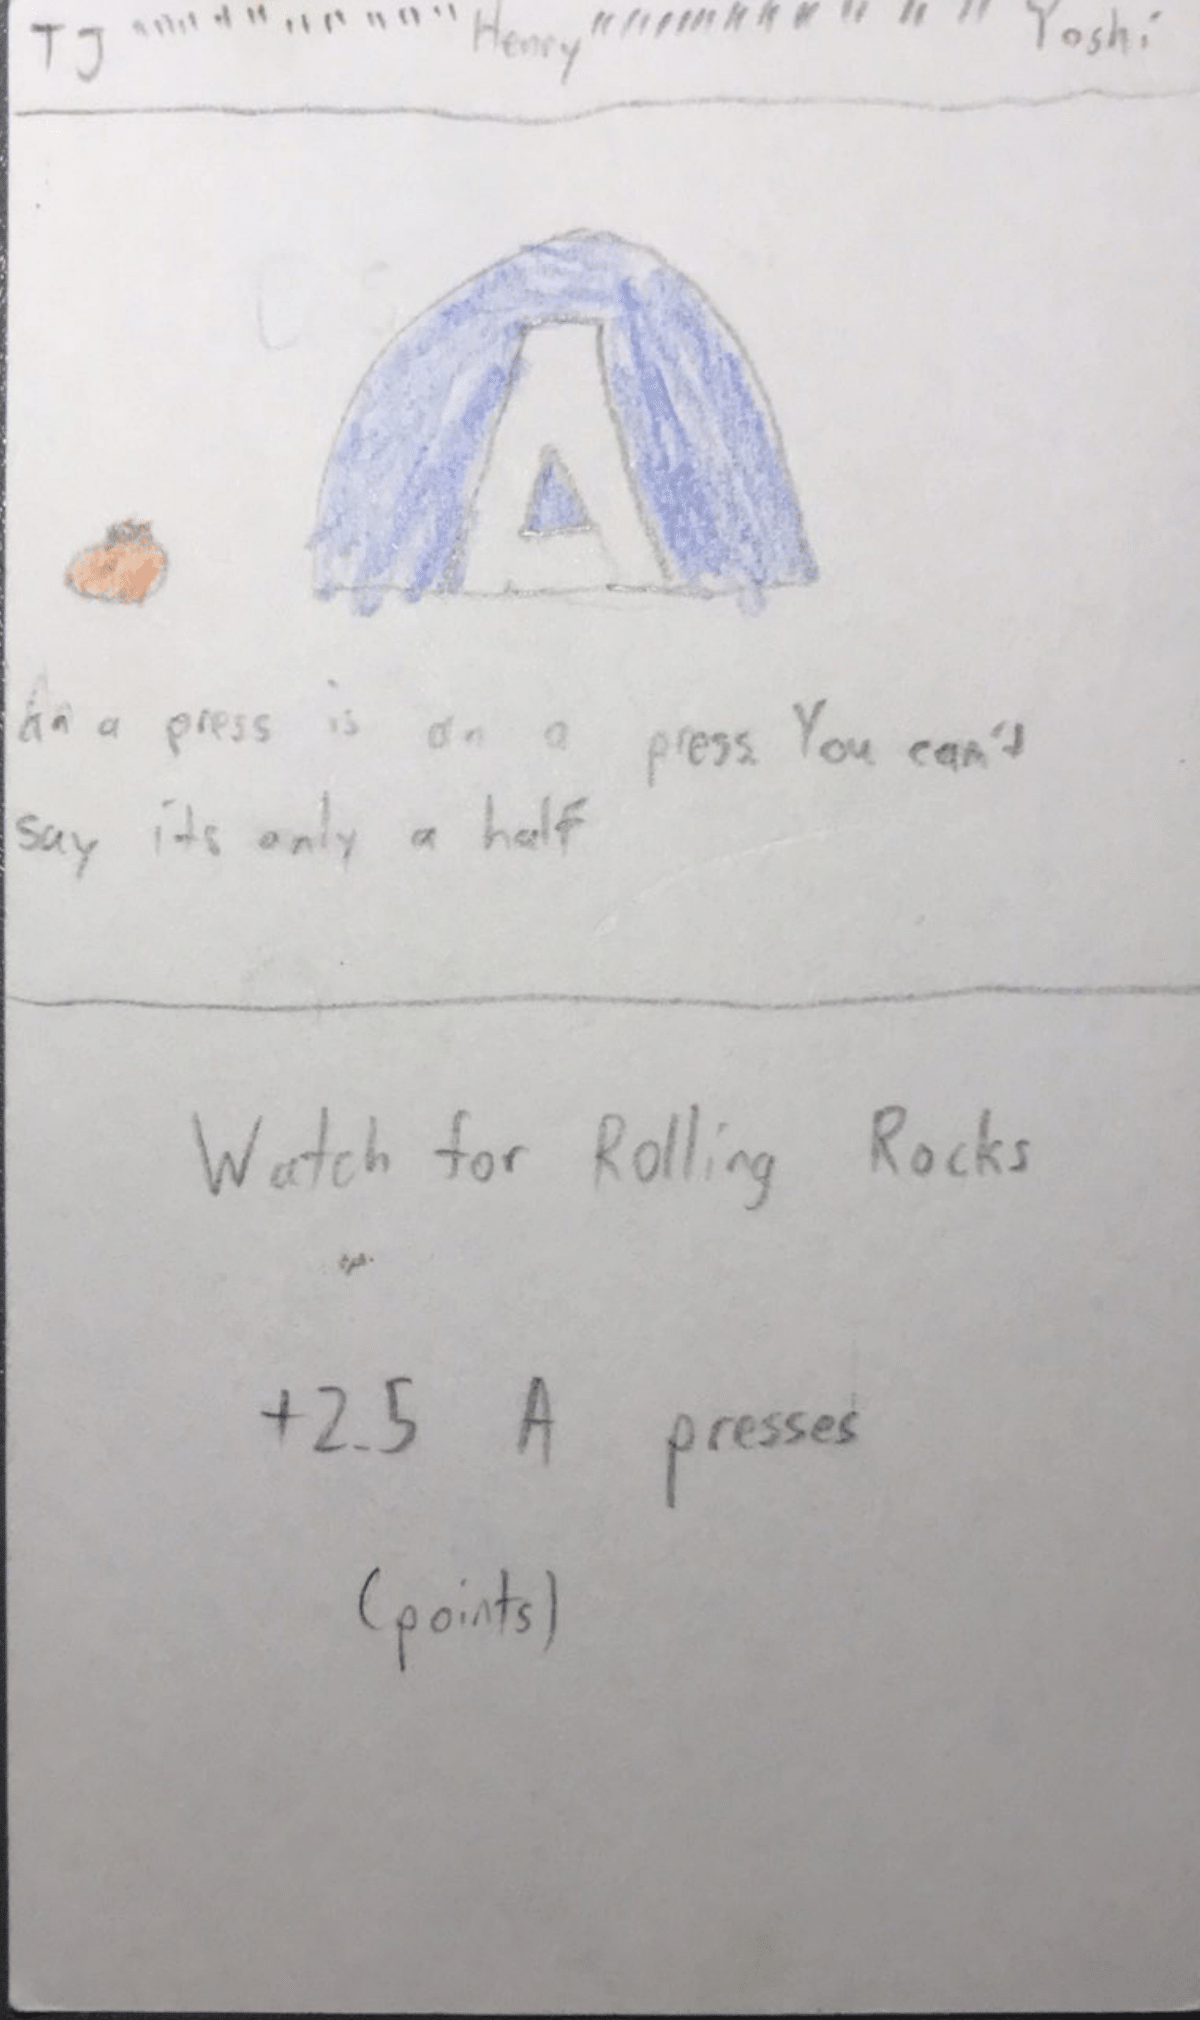 TJ """""""""""" Henry """""""""""""" Yoshi
A
An a press is an a press You can't
say its only a half
Watch for Rolling Rocks
+2.5 A presses
(points)